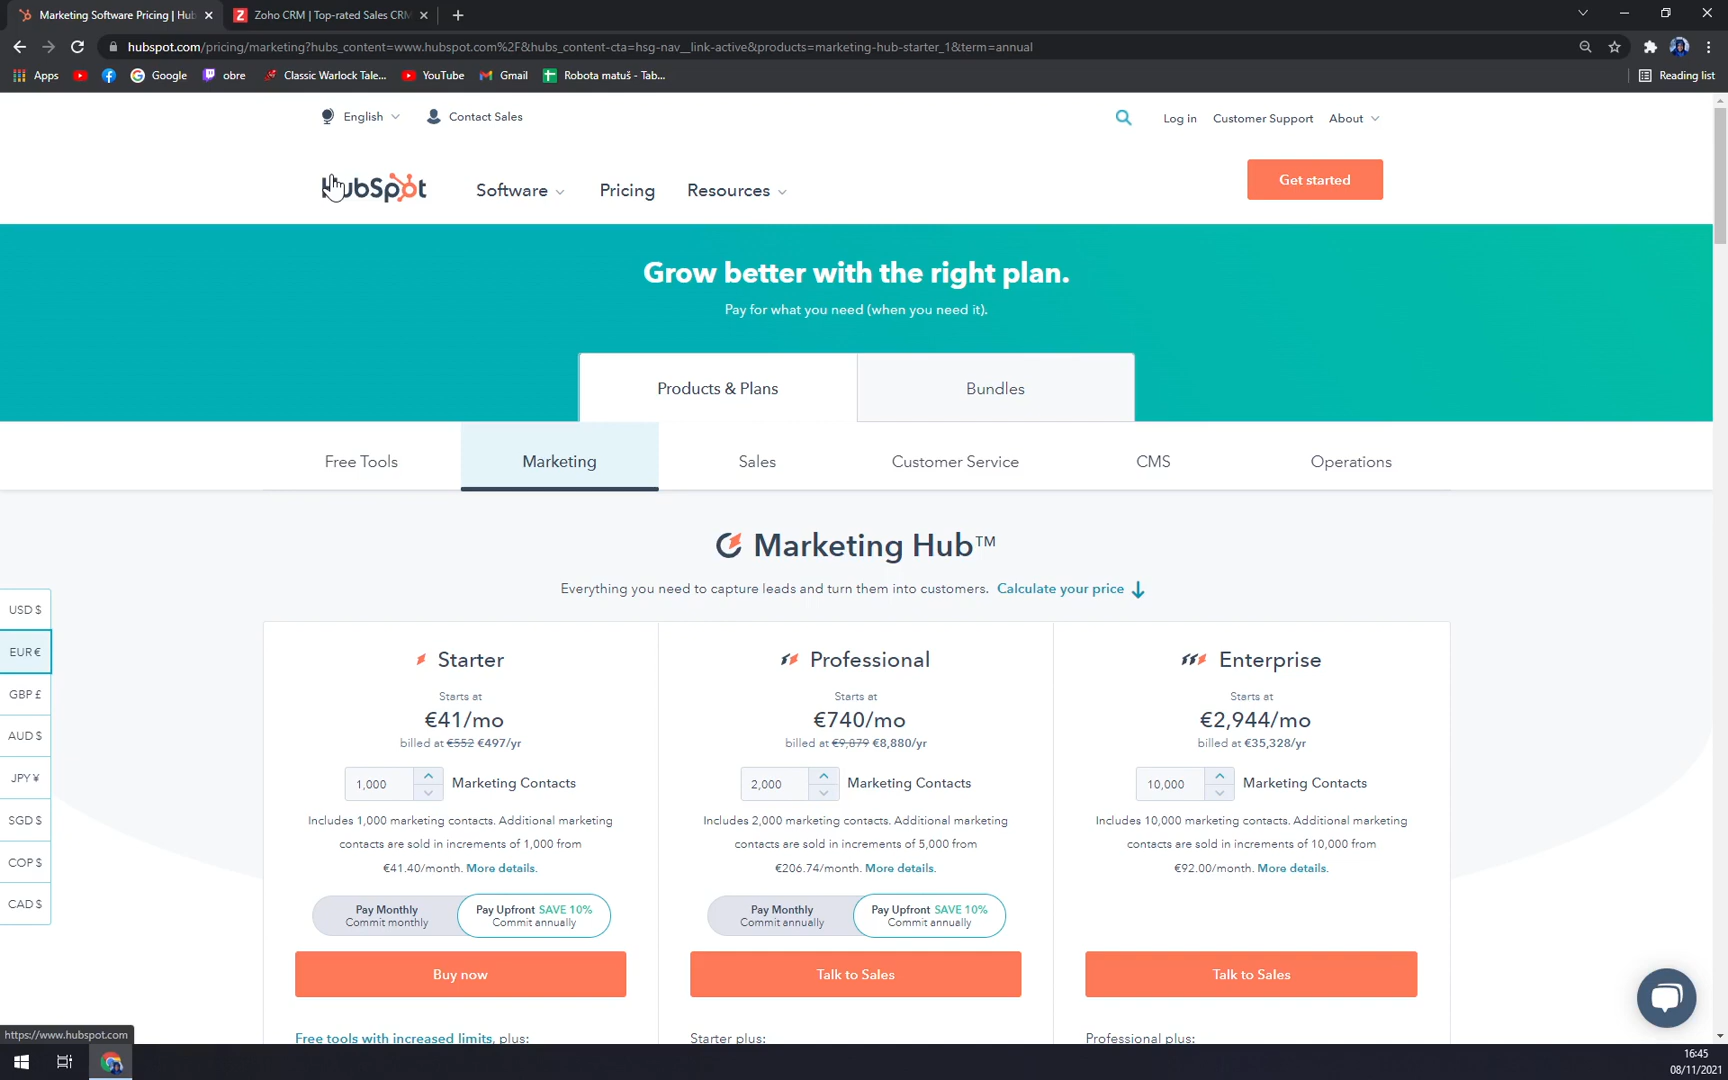 Marketing Software Pricing | Hub
Zoho CRM | Top-rated Sales CRM
hubspot.com/pricing/marketing?hubs_content=www.hubspot.com%2F&hubs_content-cta=hsg-nav__link-active&products=marketing-hub-starter_1&term=annual
Apps
Google
obre
Classic Warlock Tale...
YouTube
Gmail
Robota matuš - Tab...
Reading list
English
Contact Sales
Log in
Customer Support
About
HubSpot
Software
Pricing
Resources
Get started
Grow better with the right plan.
Pay for what you need (when you need it).
Products & Plans
Bundles
Free Tools
Marketing
Sales
Customer Service
CMS
Operations
Marketing Hub™
Everything you need to capture leads and turn them into customers. Calculate your price
USD $
EUR €
GBP £
AUD $
JPY ¥
SGD $
COP $
CAD $
Starter
Starts at
€41/mo
billed at €552 €497/yr
1,000 Marketing Contacts
Includes 1,000 marketing contacts. Additional marketing
contacts are sold in increments of 1,000 from
€41.40/month. More details.
Pay Monthly
Commit monthly
Pay Upfront SAVE 10%
Commit annually
Buy now
Free tools with increased limits, plus:
Professional
Starts at
€740/mo
billed at €9,879 €8,880/yr
2,000 Marketing Contacts
Includes 2,000 marketing contacts. Additional marketing
contacts are sold in increments of 5,000 from
€206.74/month. More details.
Pay Monthly
Commit annually
Pay Upfront SAVE 10%
Commit annually
Talk to Sales
Starter plus:
Enterprise
Starts at
€2,944/mo
billed at €35,328/yr
10,000 Marketing Contacts
Includes 10,000 marketing contacts. Additional marketing
contacts are sold in increments of 10,000 from
€92.00/month. More details.
Talk to Sales
Professional plus:
https://www.hubspot.com
16:45
08/11/2021